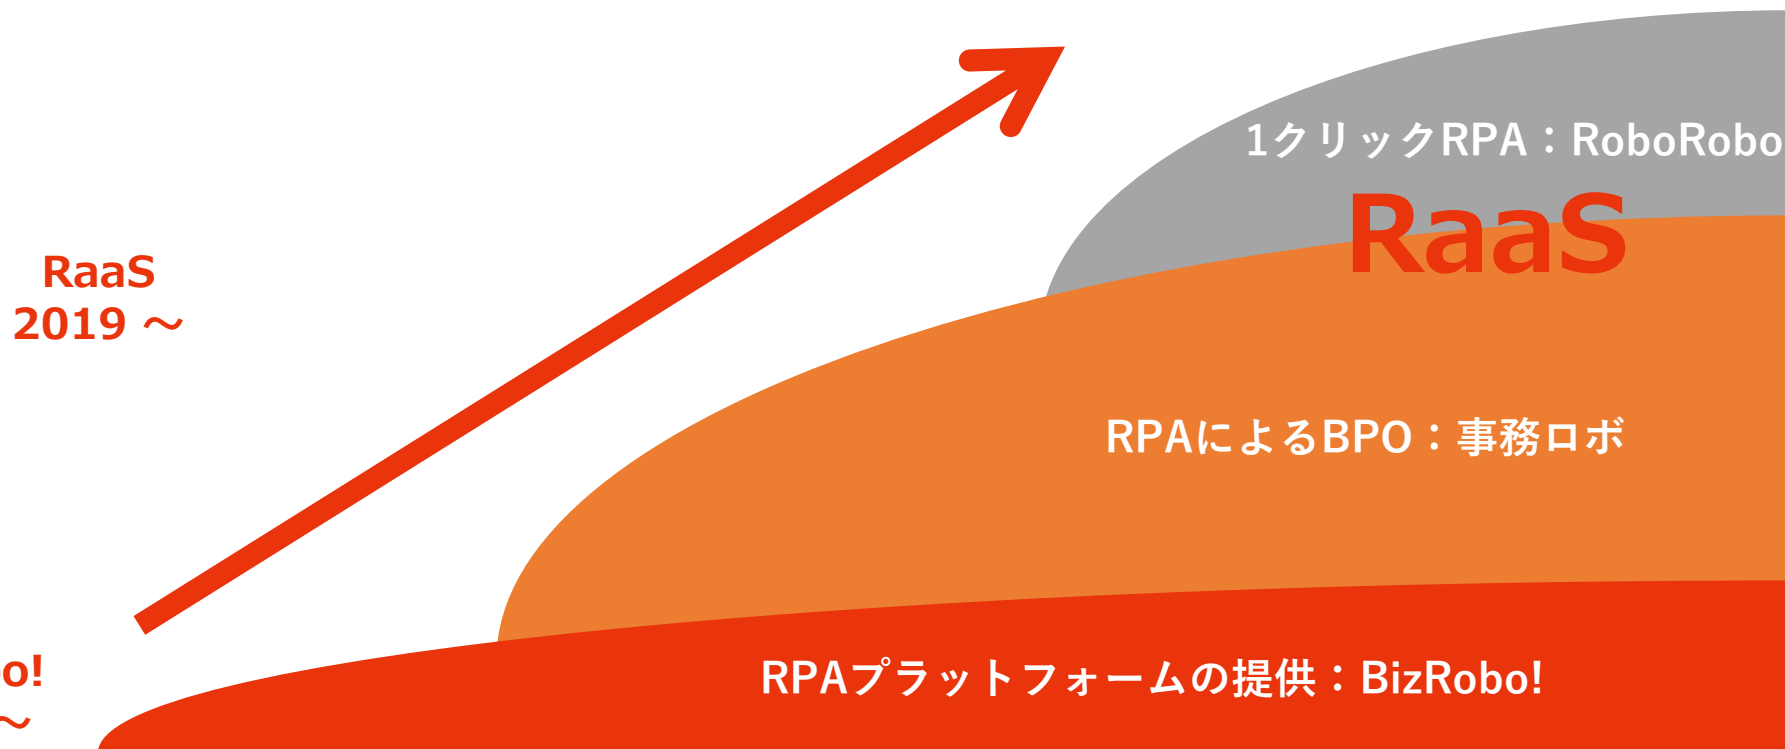 1クリックRPA：RoboRobo
RaaS
RaaS
2019 ～
RPAによるBPO：事務ロボ
o!
～
RPAプラットフォームの提供：BizRobo!